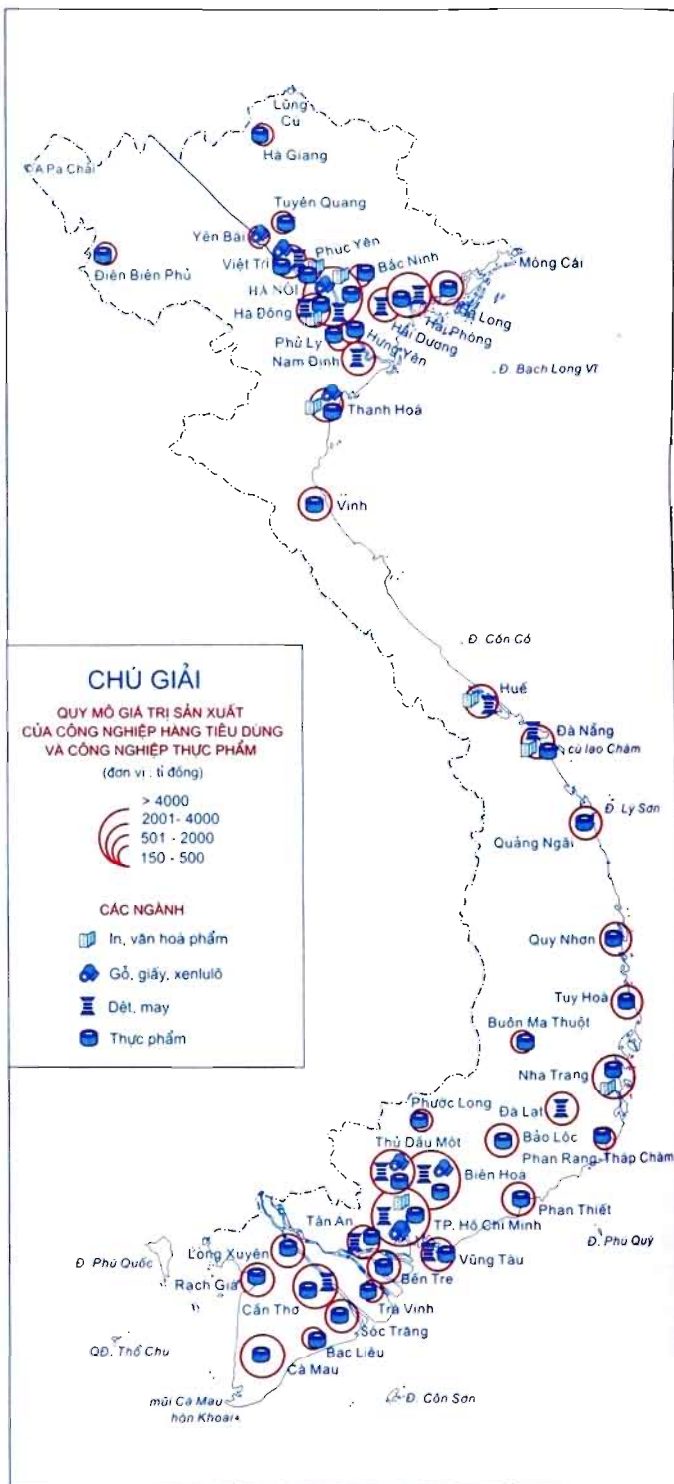 Lũng
Cú
Hà Giang
A Pa Chải
Tuyên Quang
Yên Bái
Phúc Yên
Việt Trì
Bắc Ninh
Móng Cái
Điện Biên Phủ
HÀ NỘI
Hạ Long
Hà Đông
Hải Phòng
Hải Dương
Phủ Lý
Hưng Yên
Nam Định
Đ. Bạch Long Vĩ
Thanh Hoá
Vinh
Đ. Cồn Cỏ
CHÚ GIẢI
QUY MÔ GIÁ TRỊ SẢN XUẤT
CỦA CÔNG NGHIỆP HÀNG TIÊU DÙNG
VÀ CÔNG NGHIỆP THỰC PHẨM
(đơn vị : tỉ đồng)
> 4000
2001- 4000
501 - 2000
150 - 500
CÁC NGÀNH
In, văn hoá phẩm
Gỗ, giấy, xenlulô
Dệt, may
Thực phẩm
Huế
Đà Nẵng
cù lao Chàm
Đ. Lý Sơn
Quảng Ngãi
Quy Nhơn
Tuy Hoà
Buôn Ma Thuột
Nha Trang
Phước Long
Đà Lạt
Bảo Lộc
Thủ Dầu Một
Phan Rang-Tháp Chàm
Biên Hoà
Phan Thiết
Tân An
TP. Hồ Chí Minh
Đ. Phú Quý
Long Xuyên
Vũng Tàu
Đ. Phú Quốc
Rạch Giá
Bến Tre
Cần Thơ
Trà Vinh
Sóc Trăng
QĐ. Thổ Chu
Bạc Liêu
Cà Mau
mũi Cà Mau
hòn Khoai
Đ. Côn Sơn